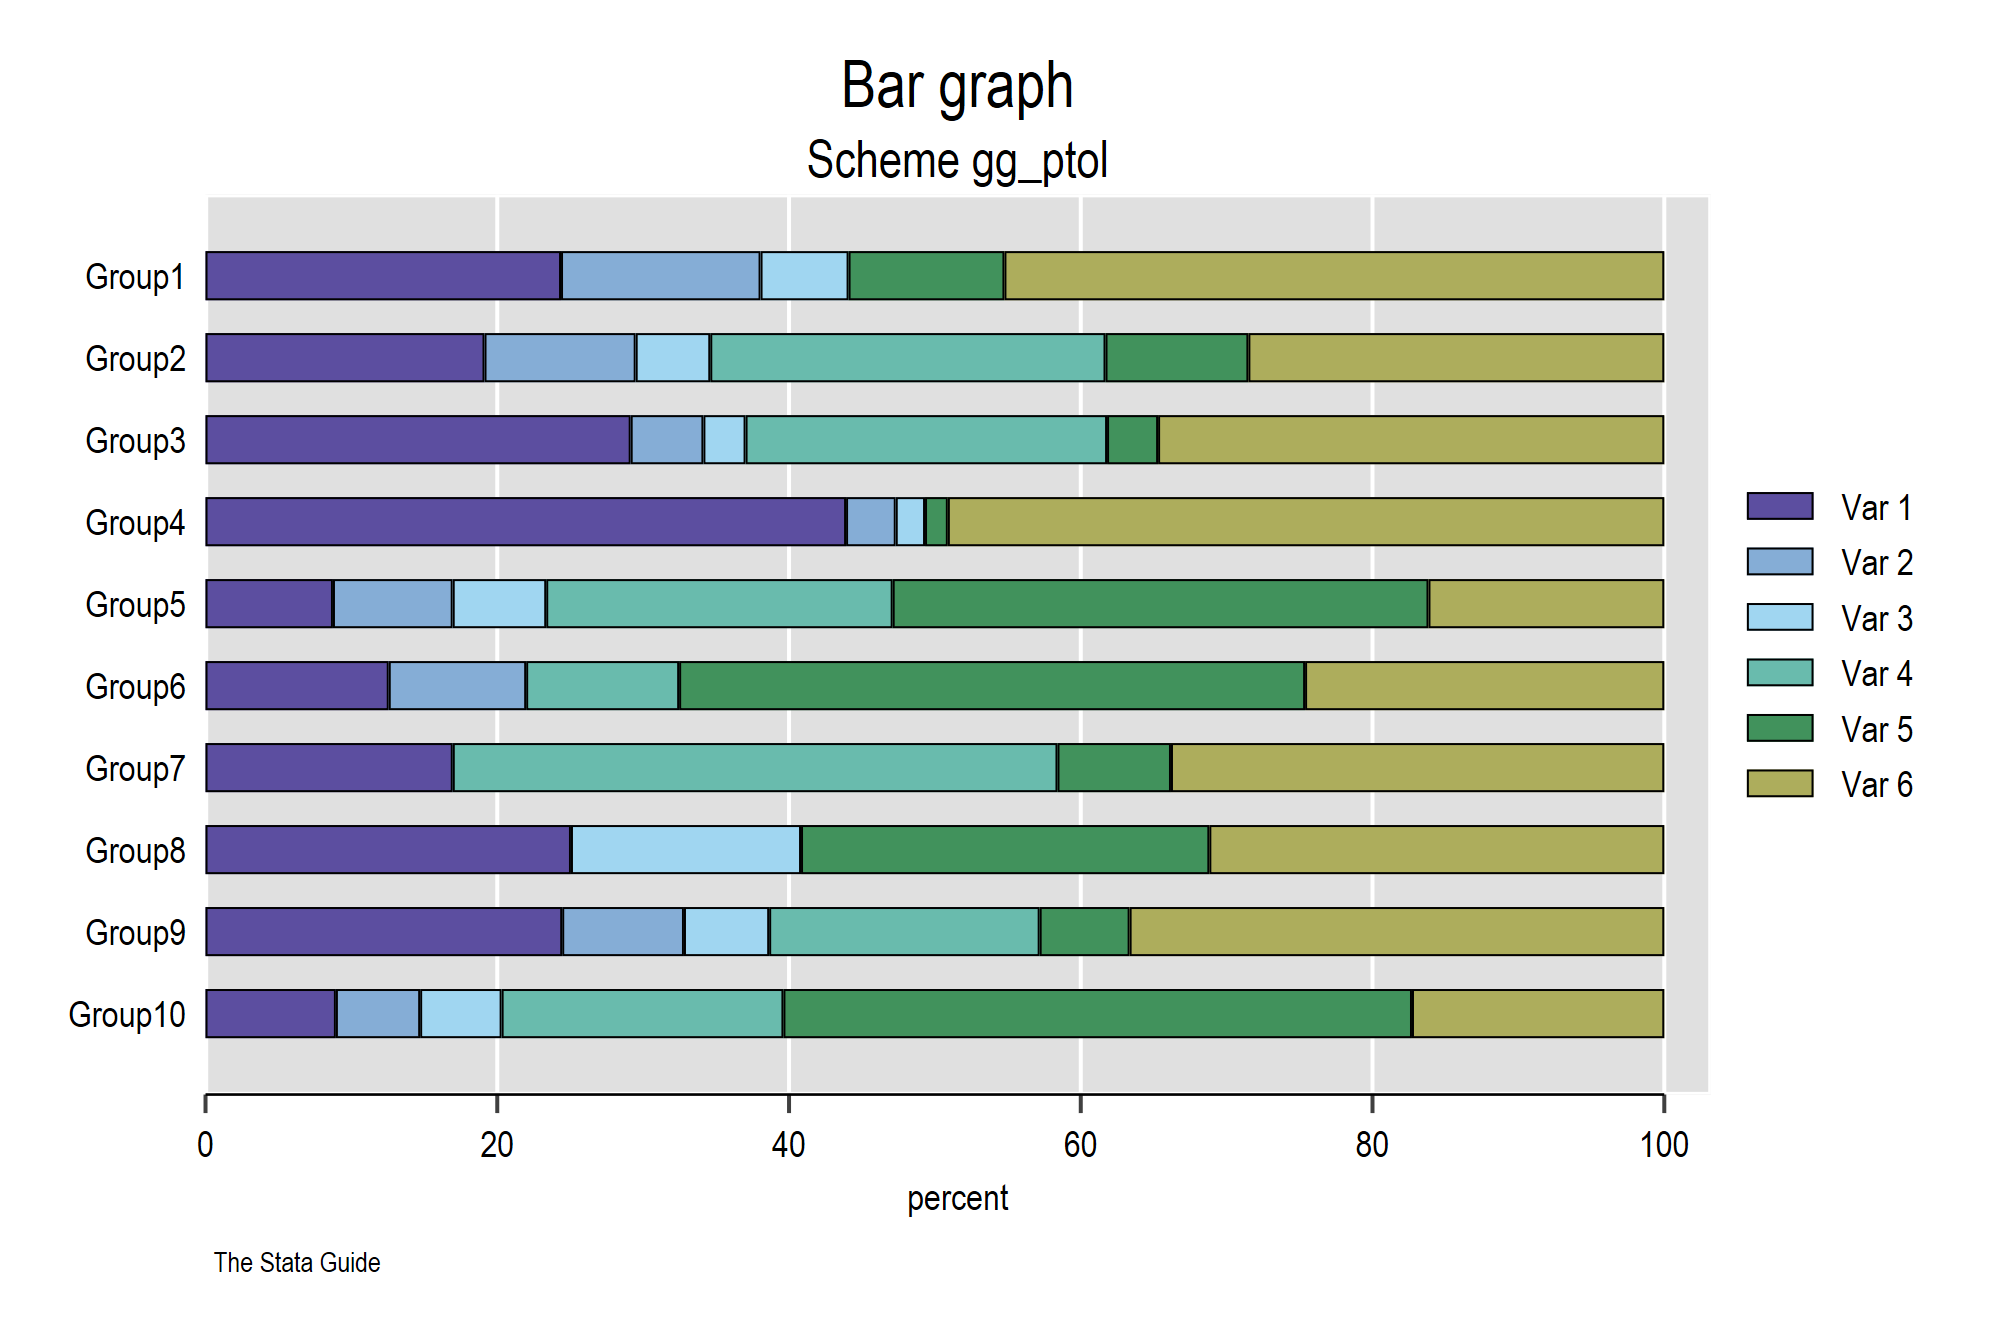 Bar graph
Scheme gg_ptol
Group1
Group2
Group3
Group4
Group5
Group6
Group7
Group8
Group9
Group10
Var 1
Var 2
Var 3
Var 4
Var 5
Var 6
0 20 40 60 80 100
percent
The Stata Guide